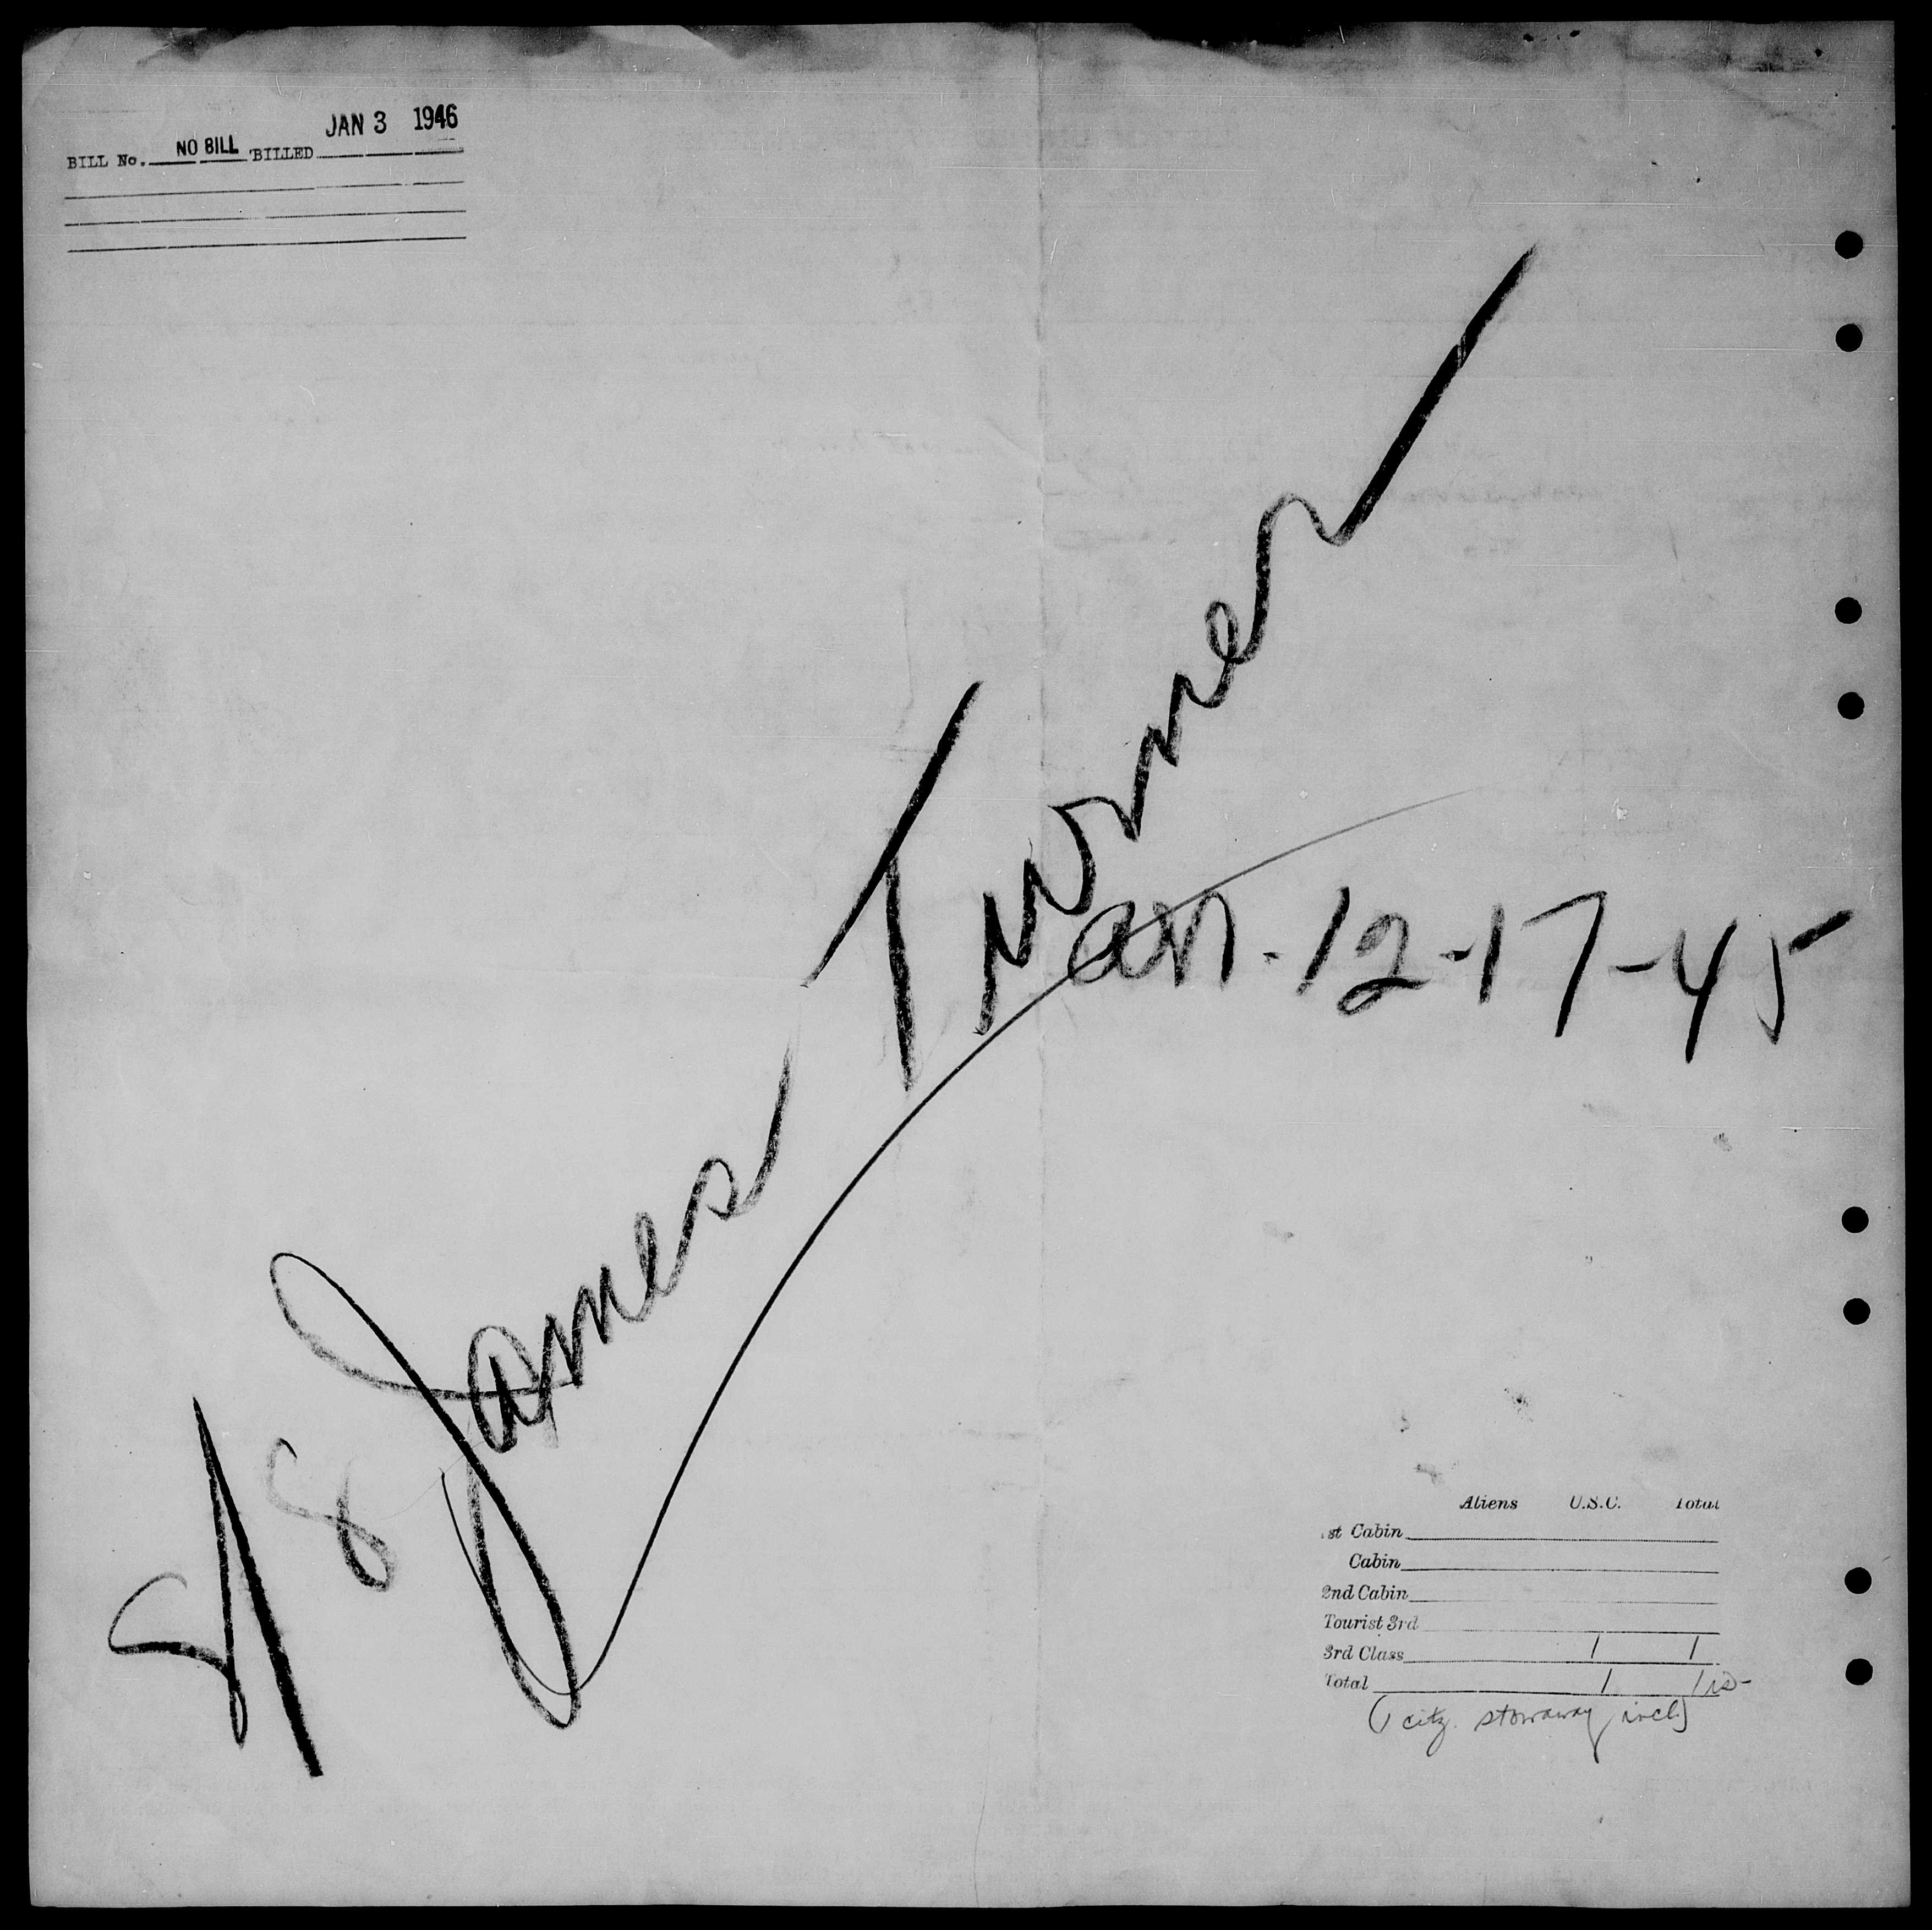 JAN 3 1946
BILL No. NO BILL BILLED
S/S James Turner
arr. 12-17-45
Aliens U.S.C. Total
1st Cabin
Cabin
2nd Cabin
Tourist 3rd
3rd Class 1 1
Total 1 1
(1 citz. stowaway incl.)